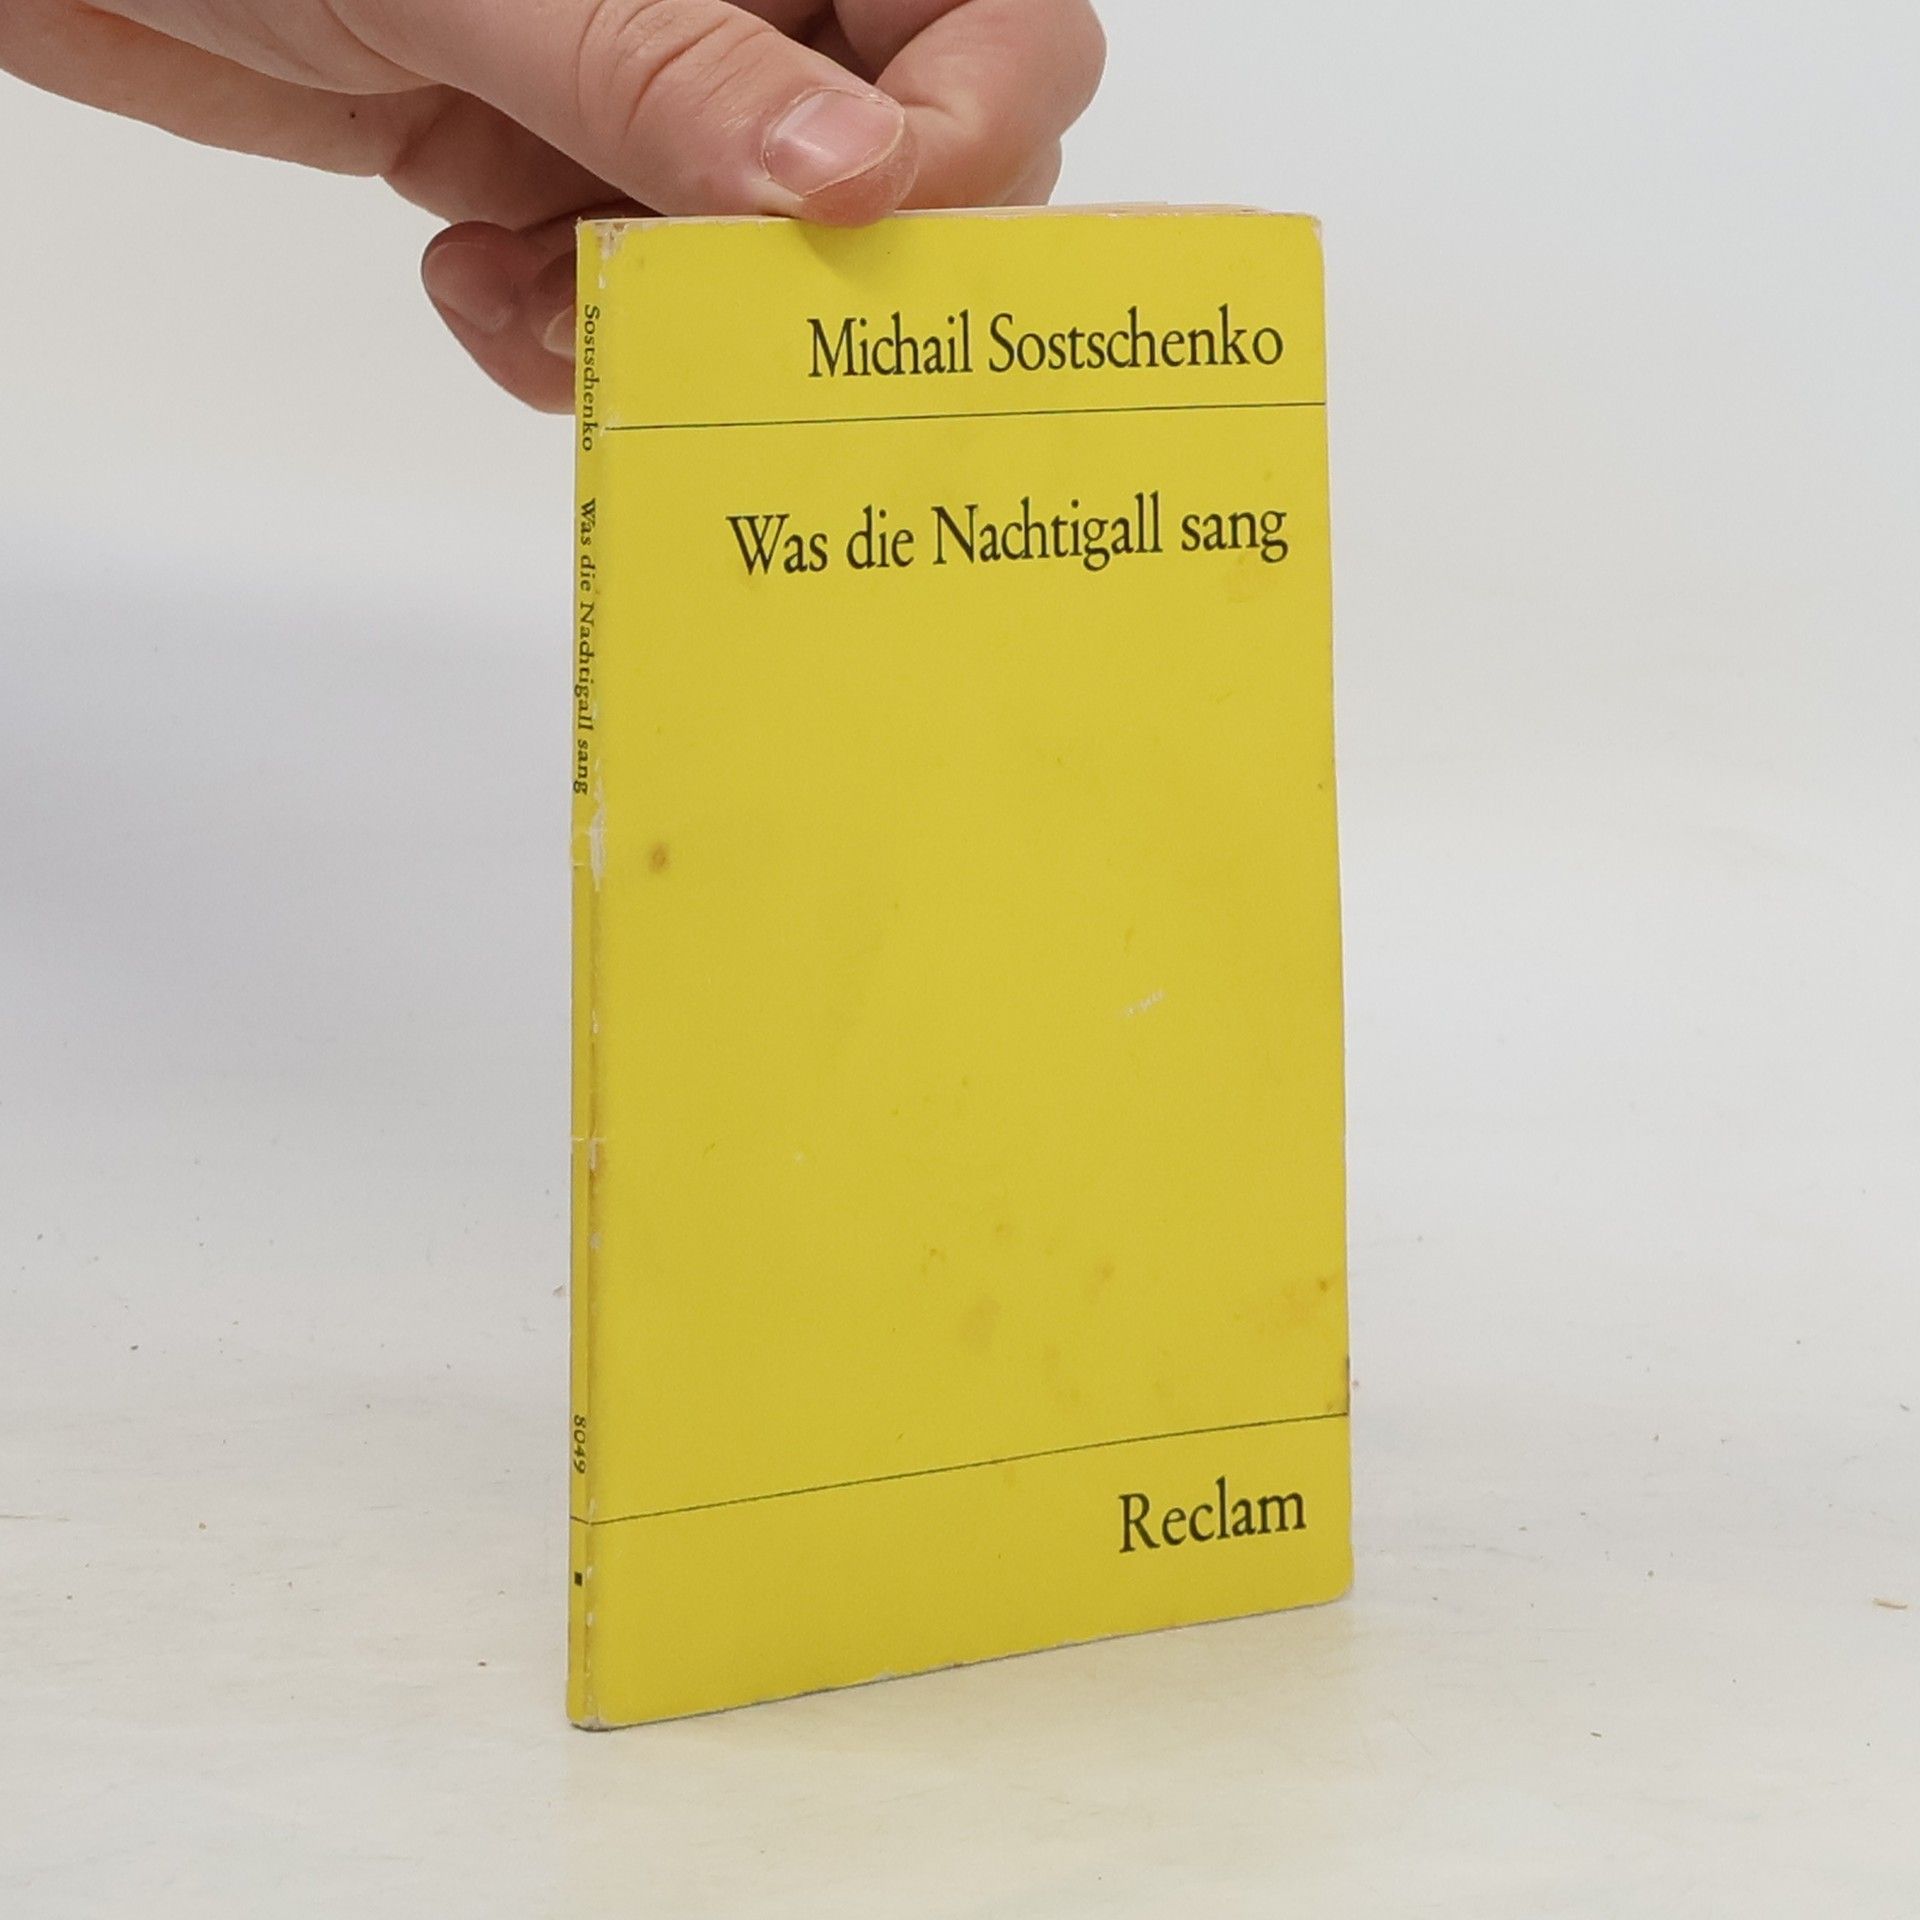 Michail Sostschenko
Was die Nachtigall sang
Reclam
Sostschenko Was die Nachtigall sang 8049